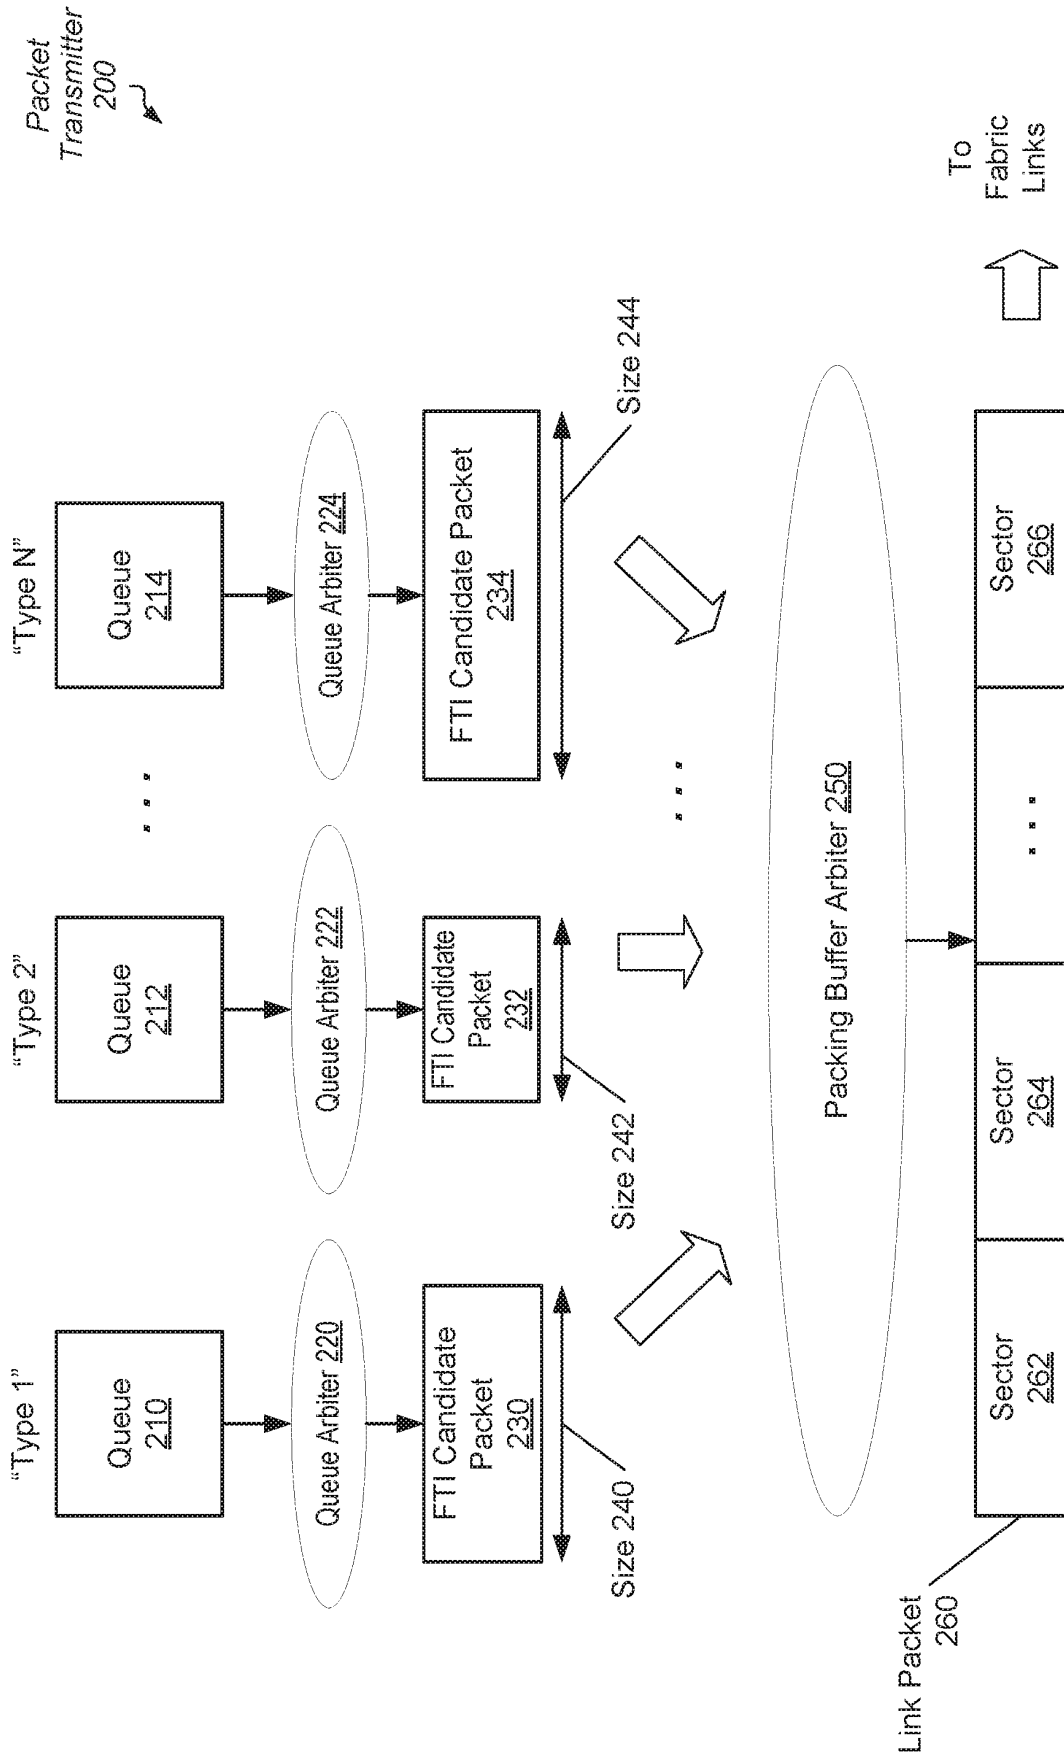 Packet
Transmitter
200
“Type 1”
“Type 2”
“Type N”
Queue
210
Queue
212
. . .
Queue
214
Queue Arbiter 220
Queue Arbiter 222
Queue Arbiter 224
FTI Candidate
Packet
230
FTI Candidate
Packet
232
FTI Candidate Packet
234
Size 240
Size 242
. . .
Size 244
Packing Buffer Arbiter 250
Link Packet
260
Sector
262
Sector
264
. . .
Sector
266
To
Fabric
Links